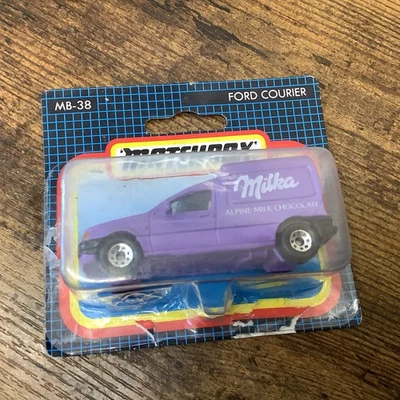 MB-38
FORD COURIER
MATCHBOX
Milka
ALPINE MILK CHOCOLATE